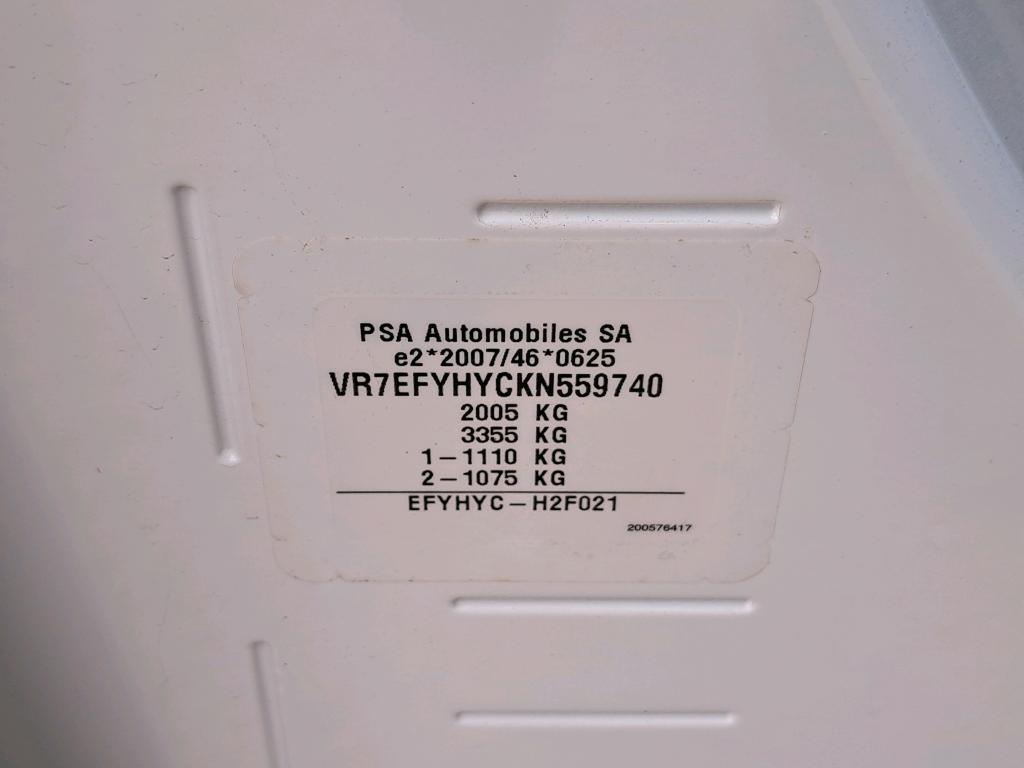 PSA Automobiles SA
e2*2007/46*0625
VR7EFYHYCKN559740
2005 KG
3355 KG
1-1110 KG
2-1075 KG
EFYHYC-H2F021
200576417